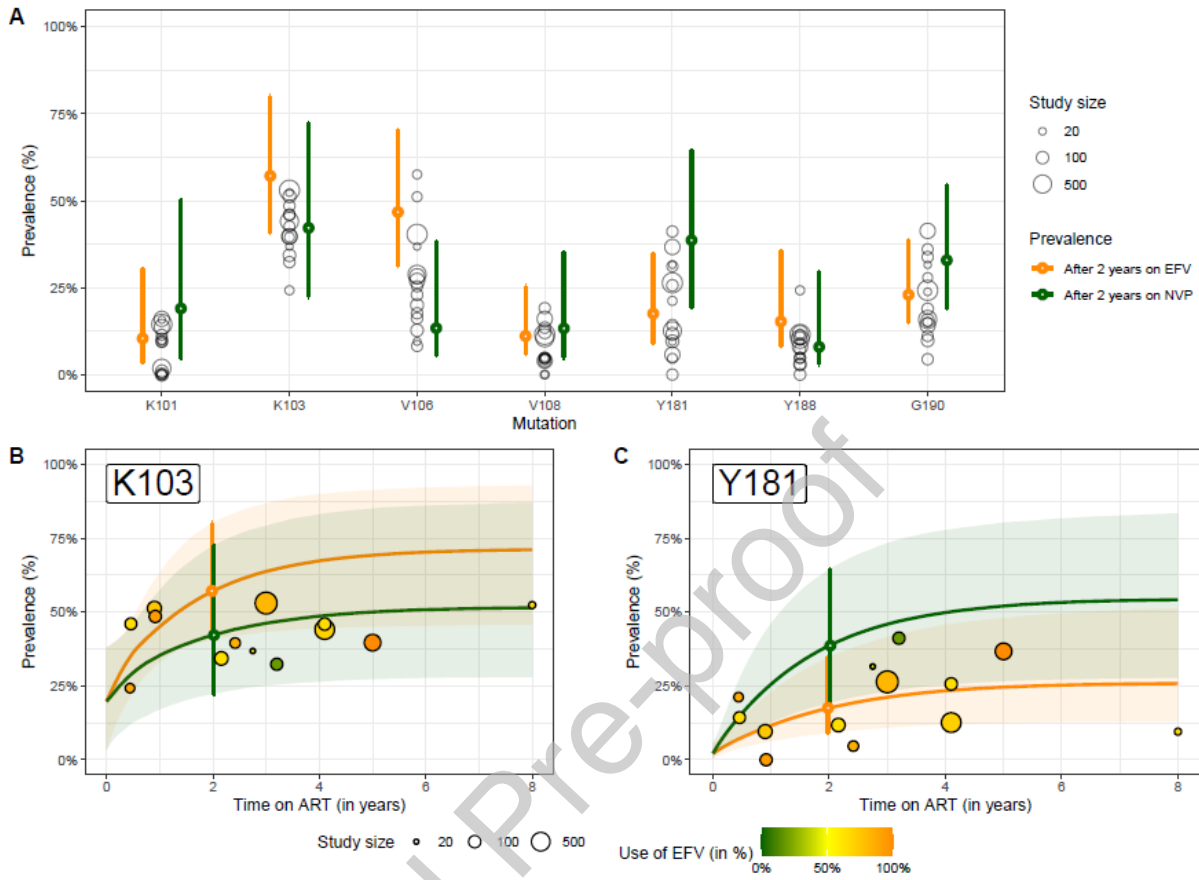 A
100%
75%
50%
25%
0%
Prevalence (%)
K101 K103 V106 V108 Y181 Y188 G190
Mutation
Study size
20
100
500
Prevalence
After 2 years on EFV
After 2 years on NVP
B
K103
100%
75%
50%
25%
0%
Prevalence (%)
0 2 4 6 8
Time on ART (in years)
C
Y181
100%
75%
50%
25%
0%
Prevalence (%)
0 2 4 6 8
Time on ART (in years)
Study size 20 100 500
Use of EFV (in %)
0% 50% 100%
Pre-proof